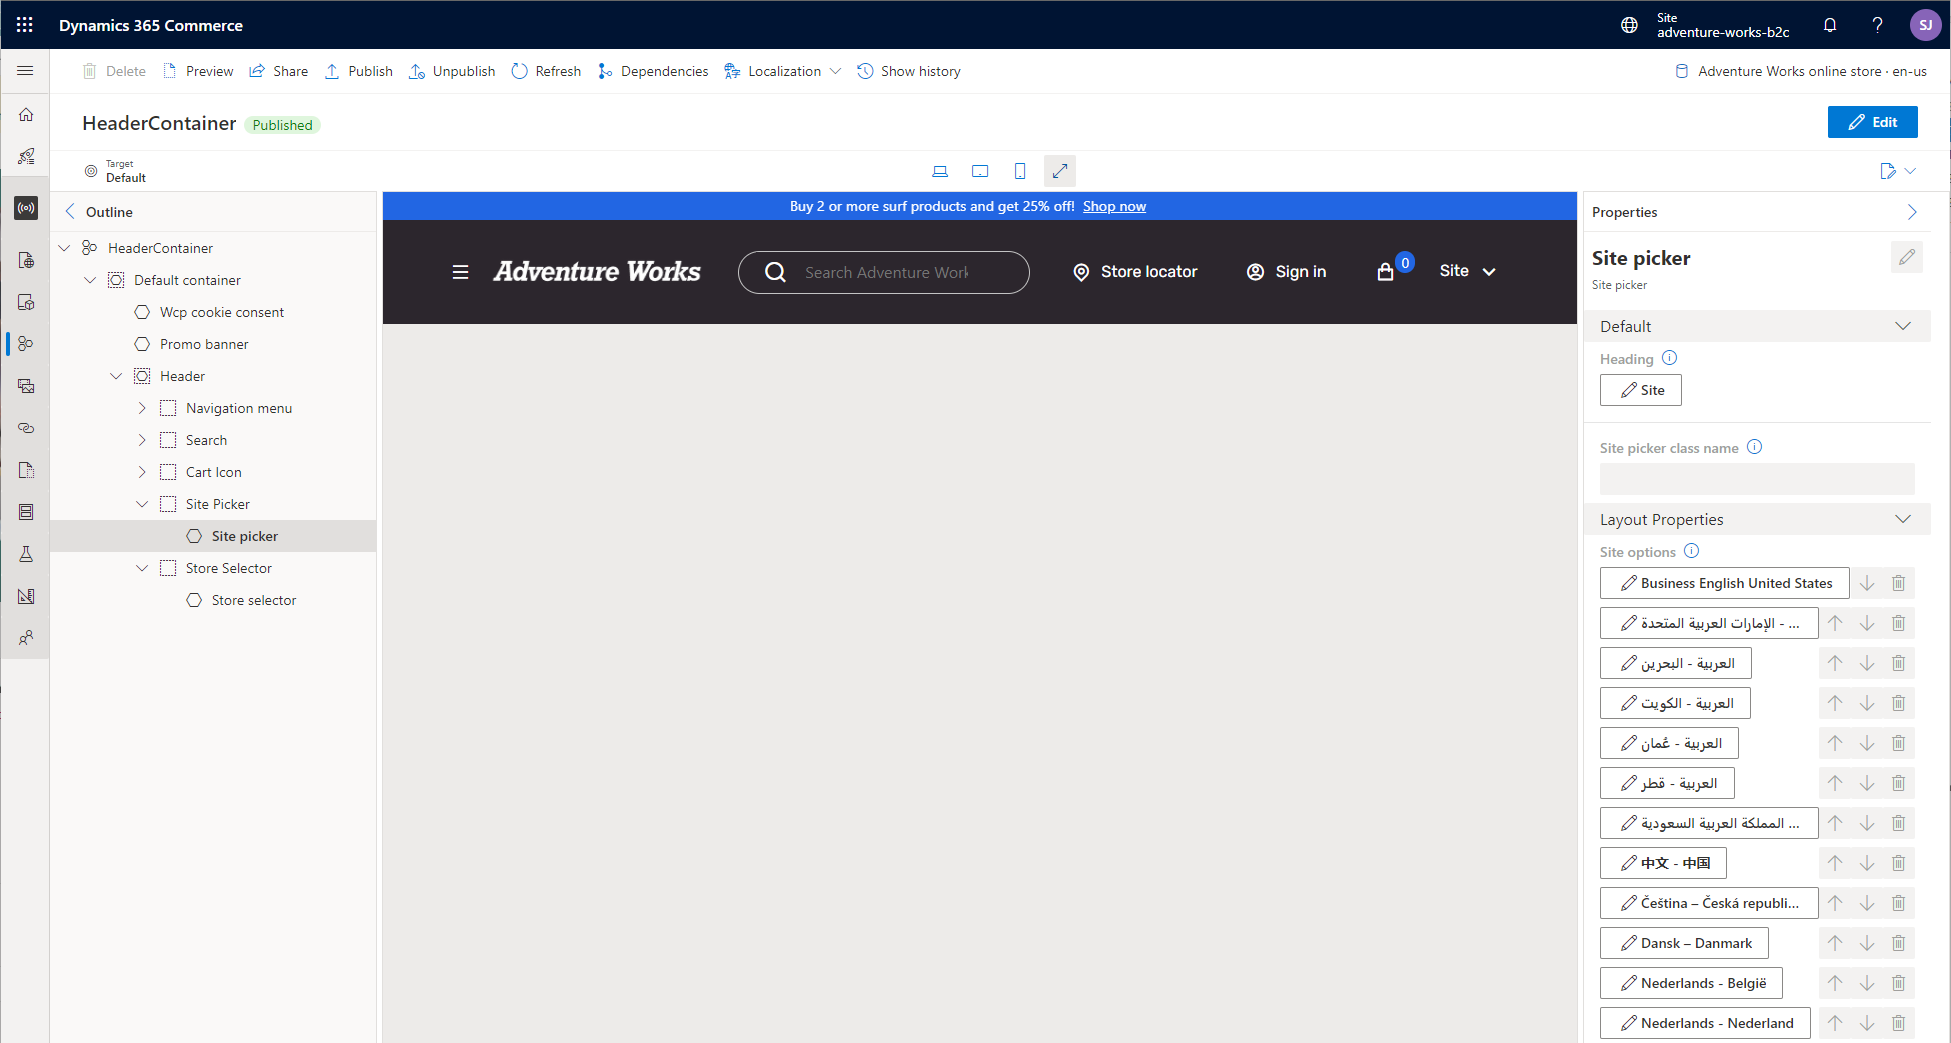 Dynamics 365 Commerce
Site
adventure-works-b2c
SJ
Delete
Preview
Share
Publish
Unpublish
Refresh
Dependencies
Localization
Show history
Adventure Works online store · en-us
HeaderContainer
Published
Edit
Target
Default
Outline
HeaderContainer
Default container
Wcp cookie consent
Promo banner
Header
Navigation menu
Search
Cart Icon
Site Picker
Site picker
Store Selector
Store selector
Buy 2 or more surf products and get 25% off! Shop now
Adventure Works
Search Adventure Work
Store locator
Sign in
0
Site
Properties
Site picker
Site picker
Default
Heading
Site
Site picker class name
Layout Properties
Site options
Business English United States
الإمارات العربية المتحدة - ...
العربية - البحرين
العربية - الكويت
العربية - عُمان
العربية - قطر
المملكة العربية السعودية ...
中文 - 中国
Čeština – Česká republi...
Dansk – Danmark
Nederlands - België
Nederlands - Nederland